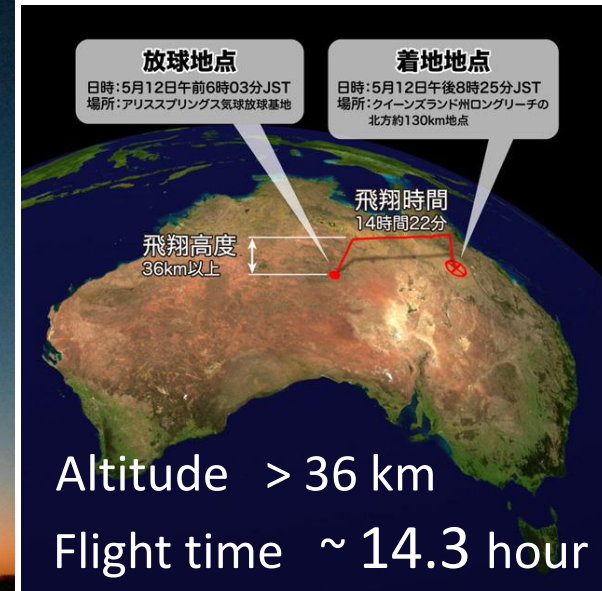 放球地点
日時:5月12日午前6時03分JST
場所:アリススプリングス気球放球基地
着地地点
日時:5月12日午後8時25分JST
場所:クイーンズランド州ロングリーチの
北方約130km地点
飛翔時間
14時間22分
飛翔高度
36km以上
Altitude > 36 km
Flight time ~ 14.3 hour